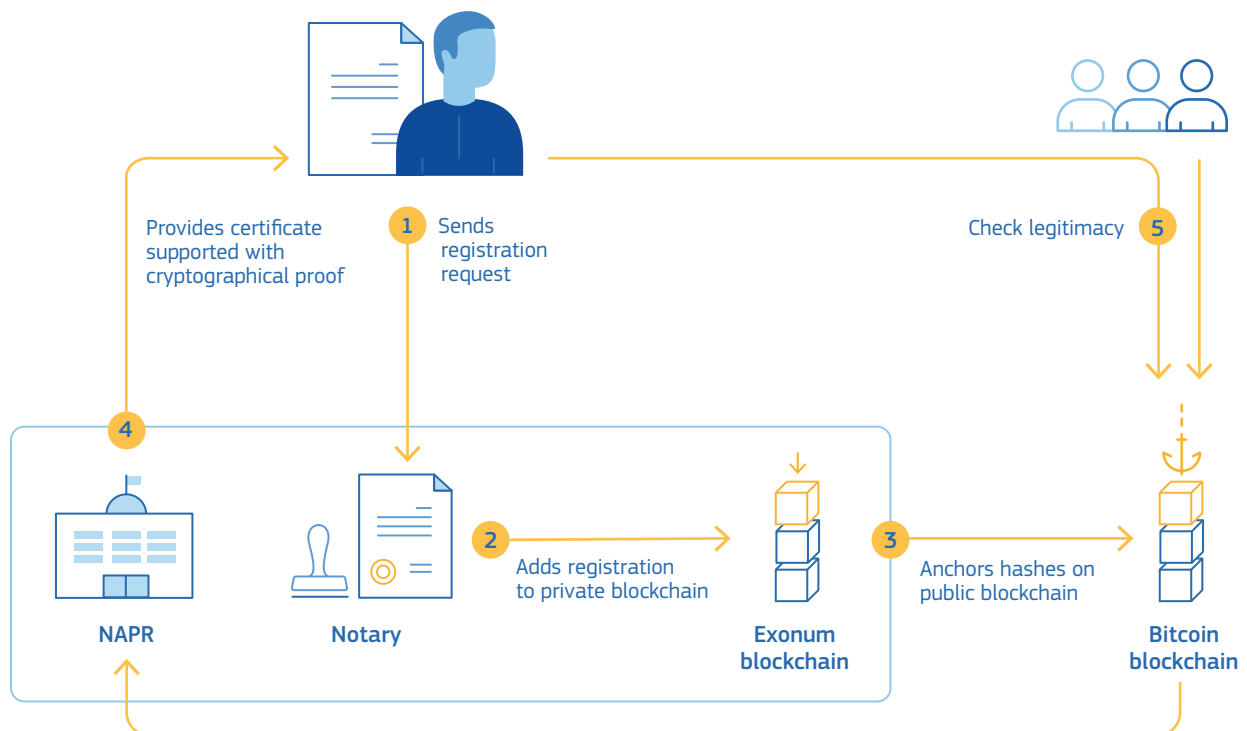 Provides certificate
supported with
cryptographical proof
1
Sends
registration
request
Check legitimacy
5
4
2
Adds registration
to private blockchain
3
Anchors hashes on
public blockchain
NAPR
Notary
Exonum
blockchain
Bitcoin
blockchain